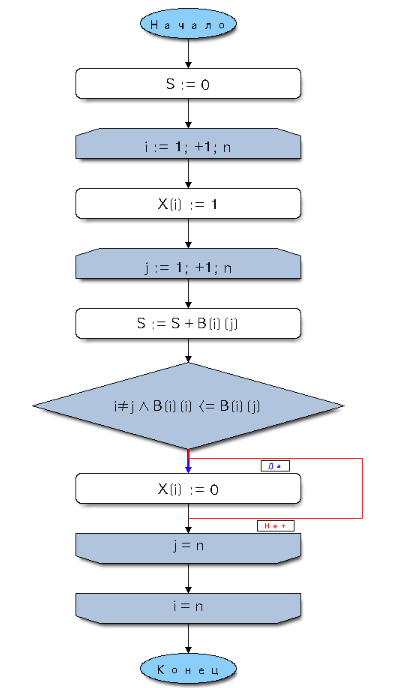 Начало
S := 0
i := 1; +1; n
X(i) := 1
j := 1; +1; n
S := S + B(i)(j)
i≠j ∧ B(i)(i) <= B(i)(j)
Да
X(i) := 0
Нет
j = n
i = n
Конец